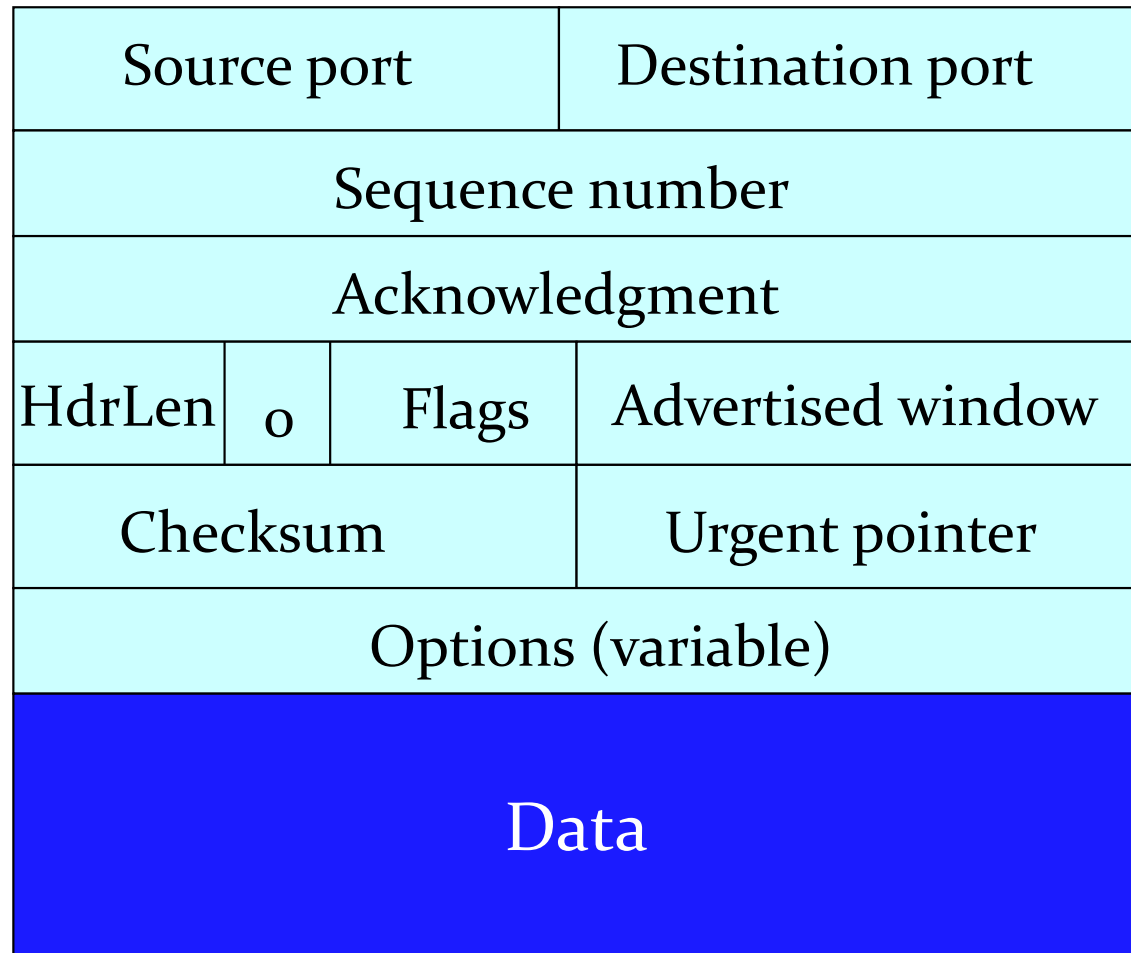 Source port Destination port
Sequence number
Acknowledgment
HdrLen 0 Flags Advertised window
Checksum Urgent pointer
Options (variable)
Data